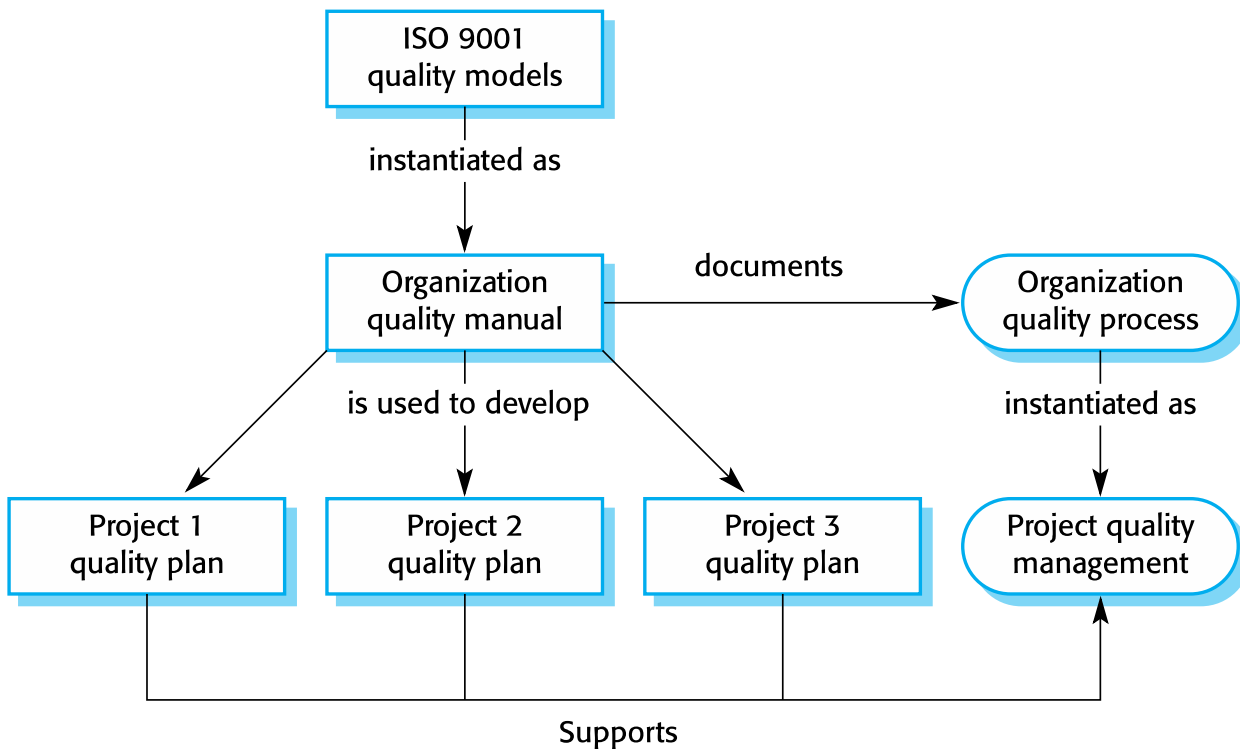 ISO 9001
quality models
instantiated as
Organization
quality manual
documents
Organization
quality process
is used to develop
instantiated as
Project 1
quality plan
Project 2
quality plan
Project 3
quality plan
Project quality
management
Supports